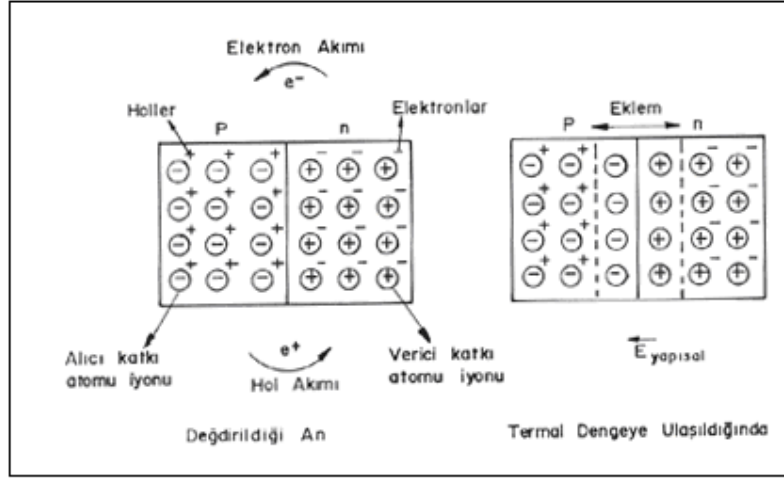 Elektron Akımı
e⁻
Holler
Elektronlar
P
n
Alıcı katkı
atomu iyonu
e⁺
Hol Akımı
Verici katkı
atomu iyonu
Değdirildiği An
Eklem
P
n
E yapısal
Termal Dengeye Ulaşıldığında